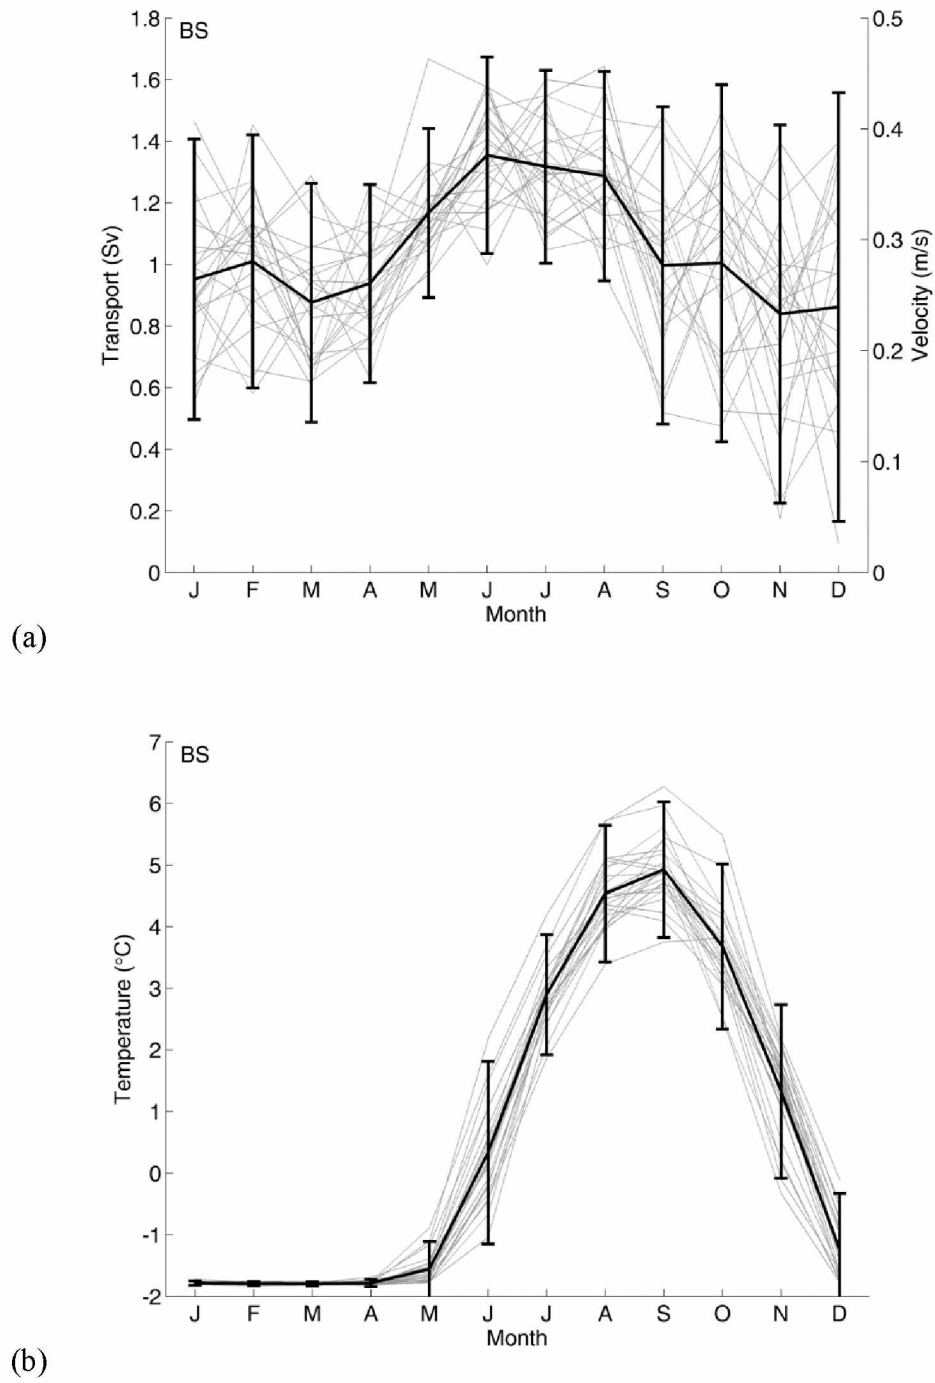 BS
1.8
1.6
1.4
1.2
1
0.8
0.6
0.4
0.2
0
Transport (Sv)
0.5
0.4
0.3
0.2
0.1
0
Velocity (m/s)
J F M A M J J A S O N D
Month
(a)
BS
7
6
5
4
3
2
1
0
-1
-2
Temperature (°C)
J F M A M J J A S O N D
Month
(b)